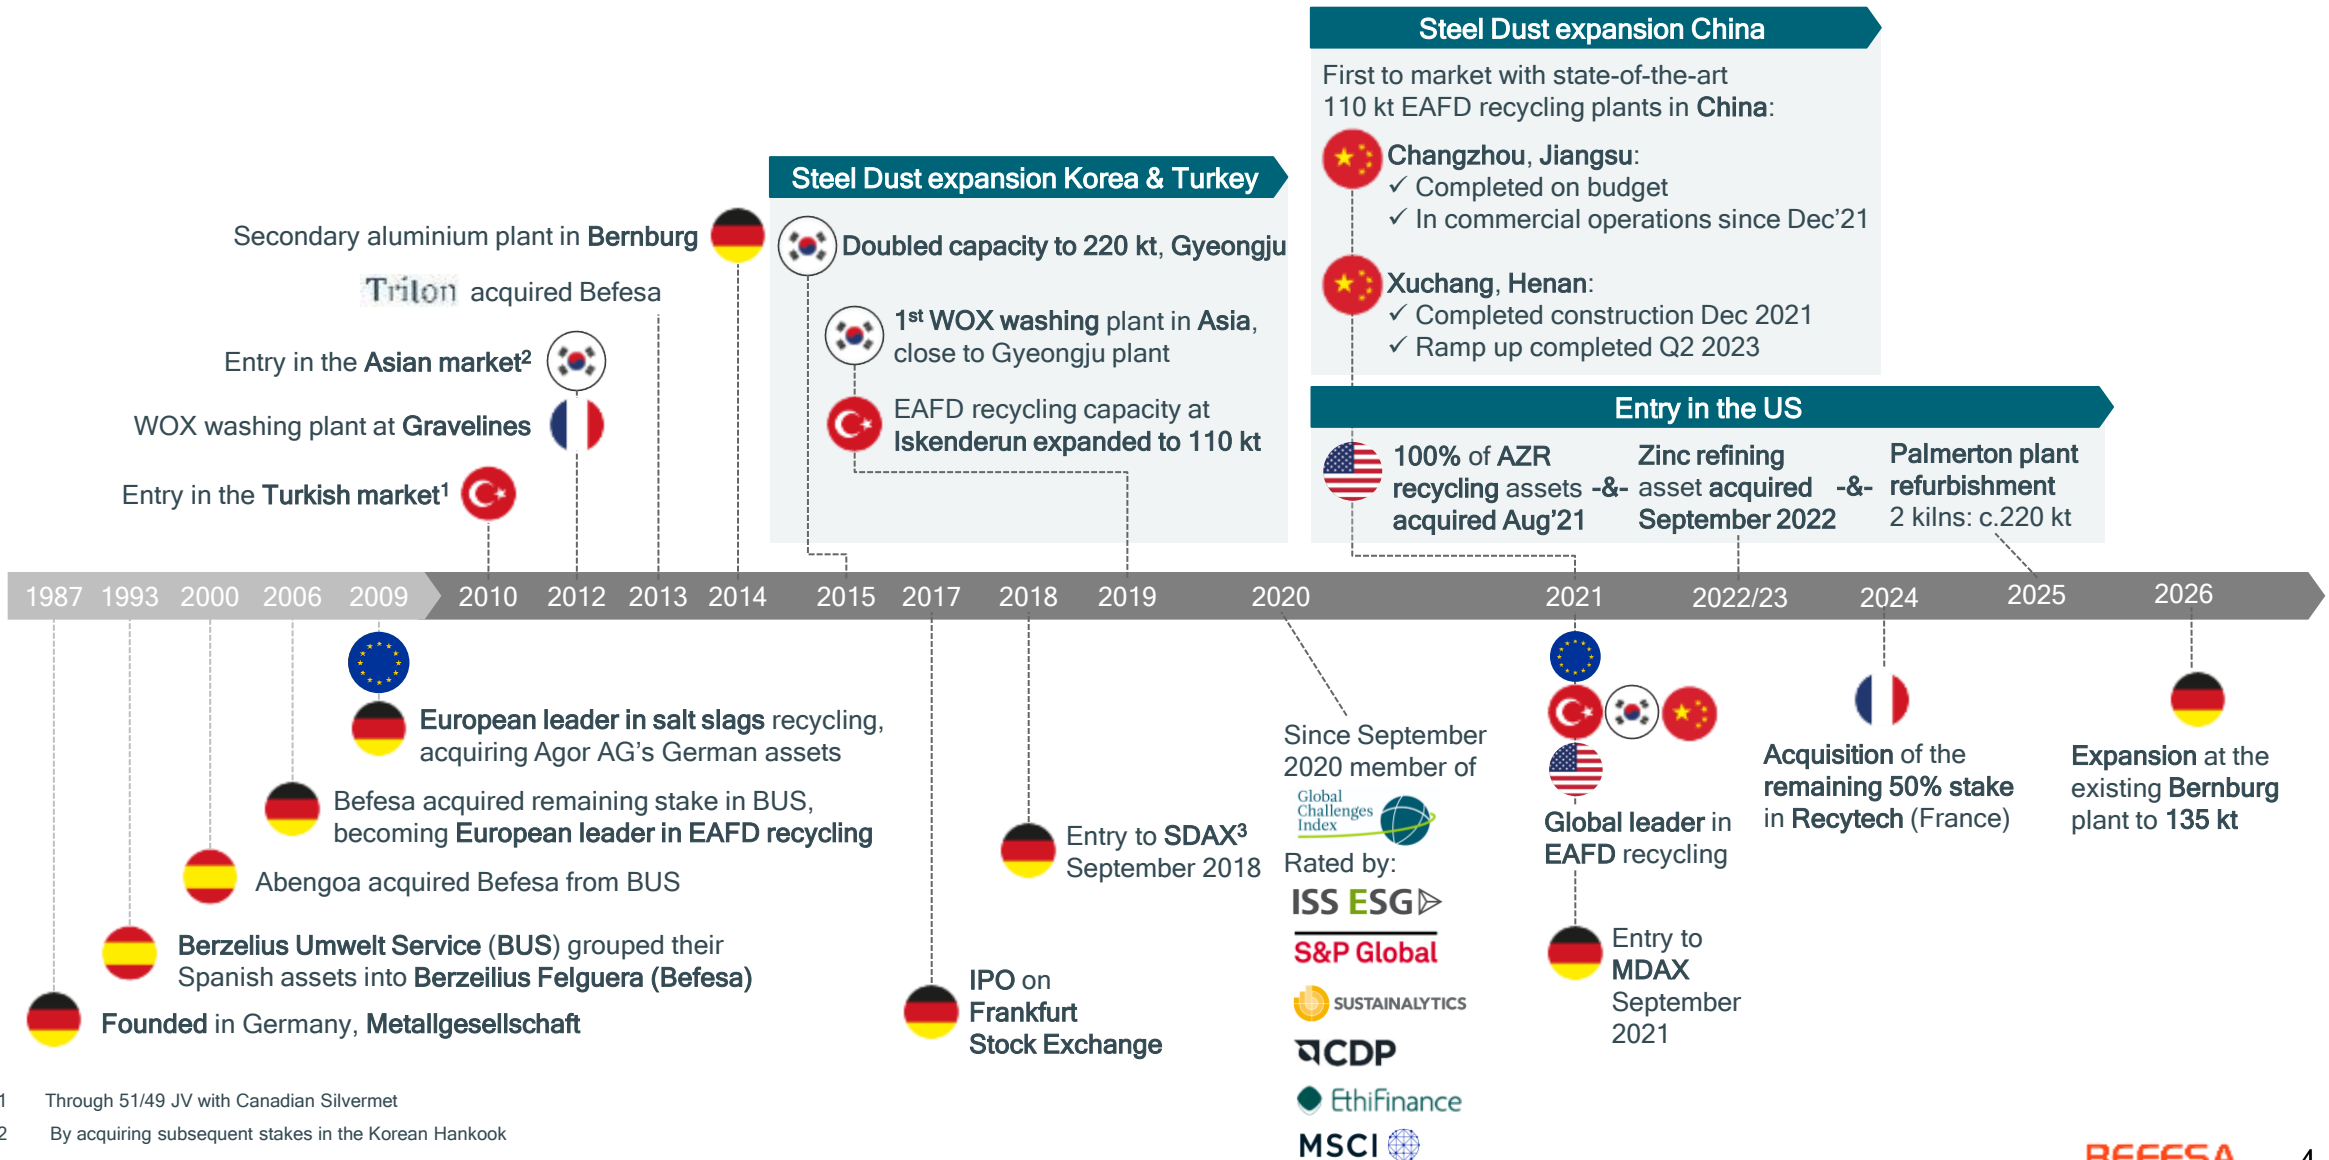 Steel Dust expansion China
First to market with state-of-the-art
110 kt EAFD recycling plants in China:
Changzhou, Jiangsu:
✓ Completed on budget
✓ In commercial operations since Dec’21
Xuchang, Henan:
✓ Completed construction Dec 2021
✓ Ramp up completed Q2 2023
Steel Dust expansion Korea & Turkey
Doubled capacity to 220 kt, Gyeongju
1st WOX washing plant in Asia,
close to Gyeongju plant
EAFD recycling capacity at
Iskenderun expanded to 110 kt
Secondary aluminium plant in Bernburg
Trilon acquired Befesa
Entry in the Asian market2
WOX washing plant at Gravelines
Entry in the Turkish market1
Entry in the US
100% of AZR
recycling assets
acquired Aug’21
-&-
Zinc refining
asset acquired
September 2022
-&-
Palmerton plant
refurbishment
2 kilns: c.220 kt
1987 1993 2000 2006 2009 2010 2012 2013 2014 2015 2017 2018 2019 2020 2021 2022/23 2024 2025 2026
European leader in salt slags recycling,
acquiring Agor AG’s German assets
Befesa acquired remaining stake in BUS,
becoming European leader in EAFD recycling
Abengoa acquired Befesa from BUS
Berzelius Umwelt Service (BUS) grouped their
Spanish assets into Berzeilius Felguera (Befesa)
Founded in Germany, Metallgesellschaft
IPO on
Frankfurt
Stock Exchange
Entry to SDAX3
September 2018
Since September
2020 member of
Global
Challenges
Index
Rated by:
ISS ESG
S&P Global
SUSTAINALYTICS
CDP
EthiFinance
MSCI
Global leader in
EAFD recycling
Entry to
MDAX
September
2021
Acquisition of the
remaining 50% stake
in Recytech (France)
Expansion at the
existing Bernburg
plant to 135 kt
1 Through 51/49 JV with Canadian Silvermet
2 By acquiring subsequent stakes in the Korean Hankook
BEFESA
4